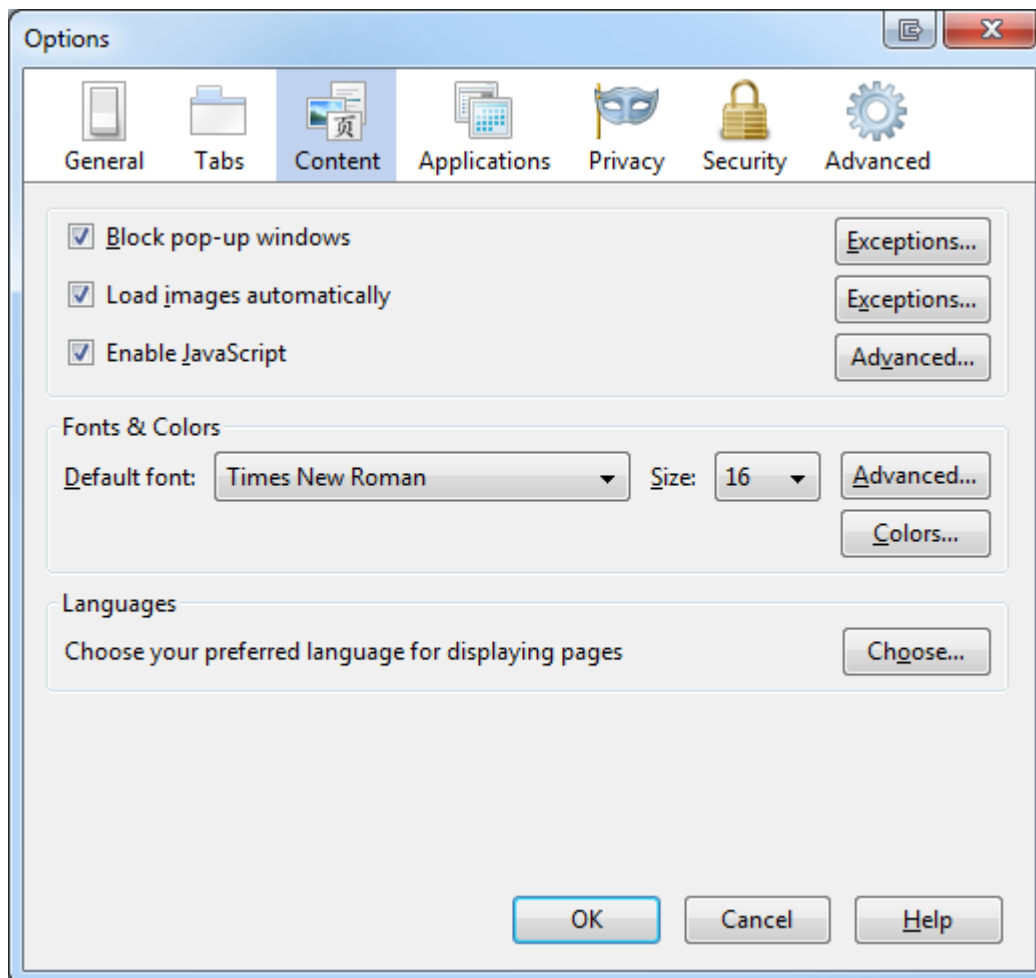 Options
页
General Tabs Content Applications Privacy Security Advanced
Block pop-up windows Exceptions...
Load images automatically Exceptions...
Enable JavaScript Advanced...
Fonts & Colors
Default font: Times New Roman Size: 16 Advanced...
Colors...
Languages
Choose your preferred language for displaying pages Choose...
OK Cancel Help